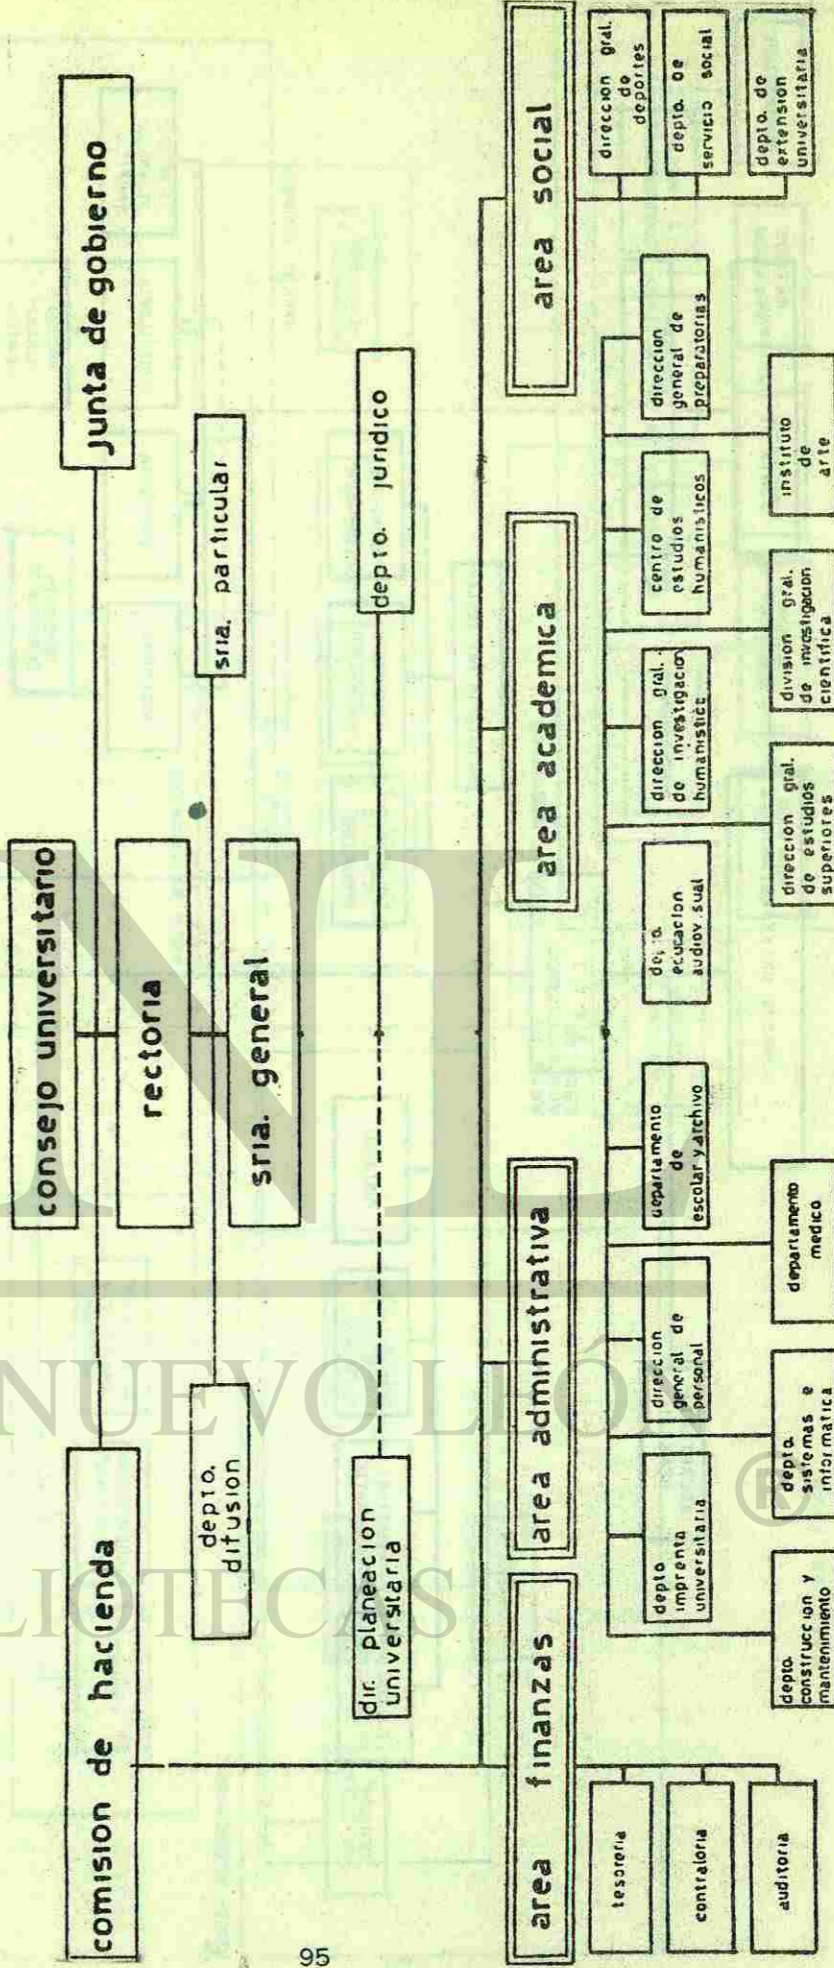 consejo universitario
comision de hacienda
junta de gobierno
rectoria
sria. general
depto.
difusion
sria. particular
dir. planeacion
universitaria
depto. juridico
area finanzas
area administrativa
area academica
area social
tesoreria
contraloria
auditoria
depto
imprenta
universitaria
direccion
general de
personal
departamento
de
escolar y archivo
depto.
construccion y
mantenimiento
depto.
sistemas e
informatica
departamento
medico
audiovisual
direccion gral.
de investigacion
humanistica
centro de
estudios
humanisticos
direccion
general de
preparatorias
direccion gral.
de estudios
superiores
division gral.
de investigacion
cientifica
instituto
de
arte
direccion gral.
de
deportes
depto. de
servicio social
depto. de
extension
universitaria
95
NL
NUEVO LEÓN
LIOTECAS
®